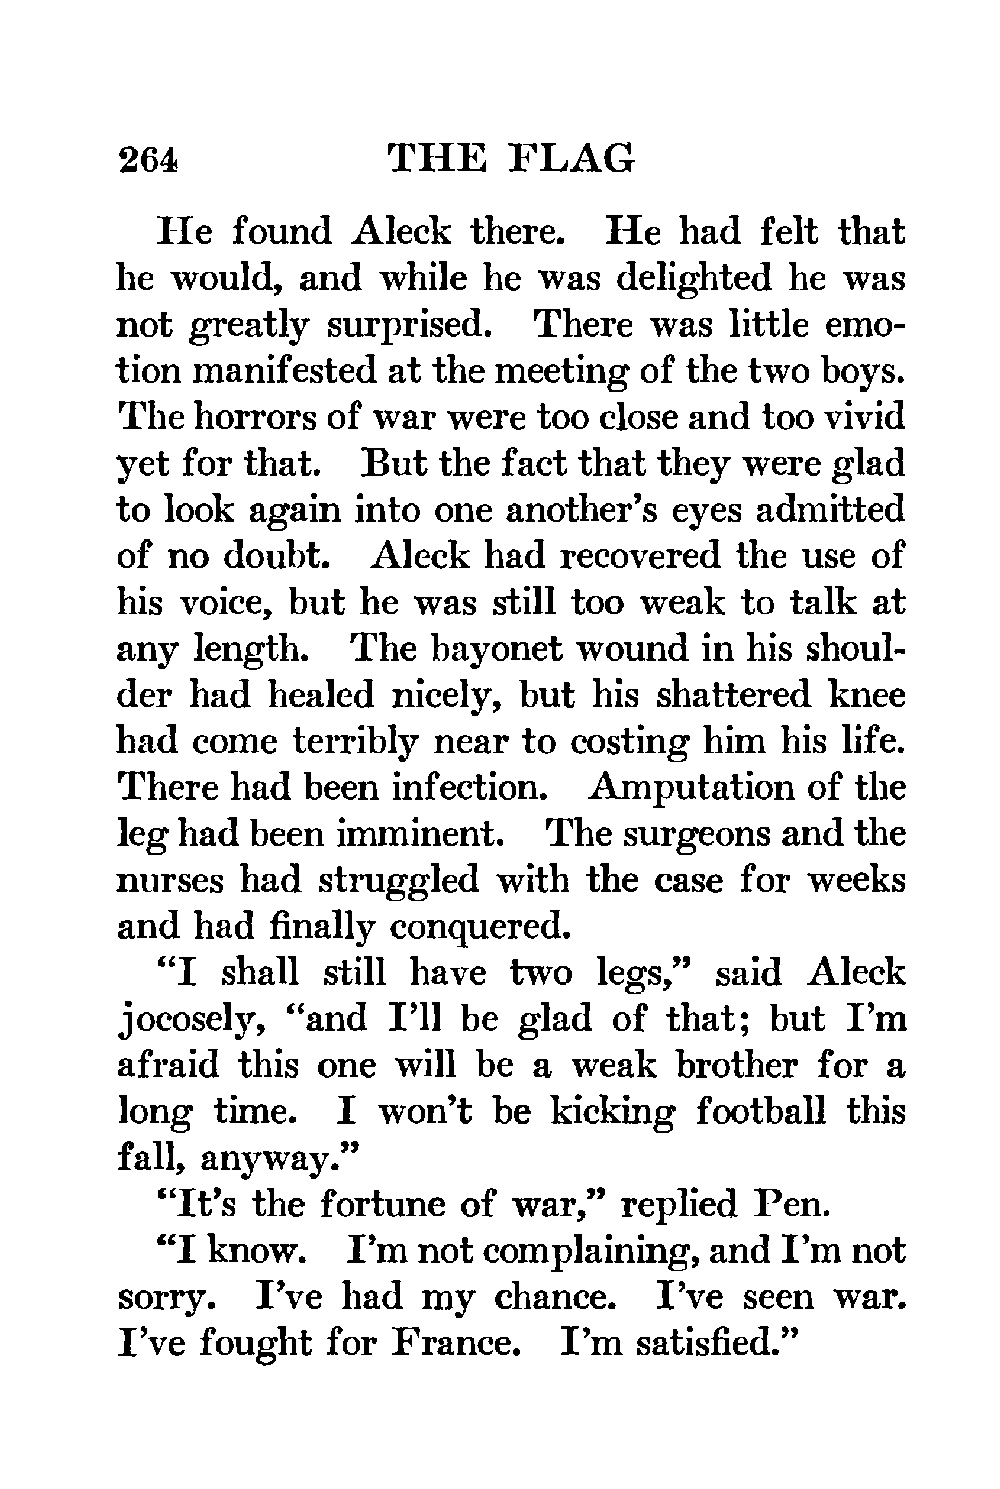 264 THE FLAG
He found Aleck there. He had felt that
he would, and while he was delighted he was
not greatly surprised. There was little emo-
tion manifested at the meeting of the two boys.
The horrors of war were too close and too vivid
yet for that. But the fact that they were glad
to look again into one another's eyes admitted
of no doubt. Aleck had recovered the use of
his voice, but he was still too weak to talk at
any length. The bayonet wound in his shoul-
der had healed nicely, but his shattered knee
had come terribly near to costing him his life.
There had been infection. Amputation of the
leg had been imminent. The surgeons and the
nurses had struggled with the case for weeks
and had finally conquered.
"I shall still have two legs," said Aleck
jocosely, "and I'll be glad of that; but I'm
afraid this one will be a weak brother for a
long time. I won't be kicking football this
fall, anyway."
"It's the fortune of war," replied Pen.
"I know. I'm not complaining, and I'm not
sorry. I've had my chance. I've seen war.
I've fought for France. I'm satisfied."